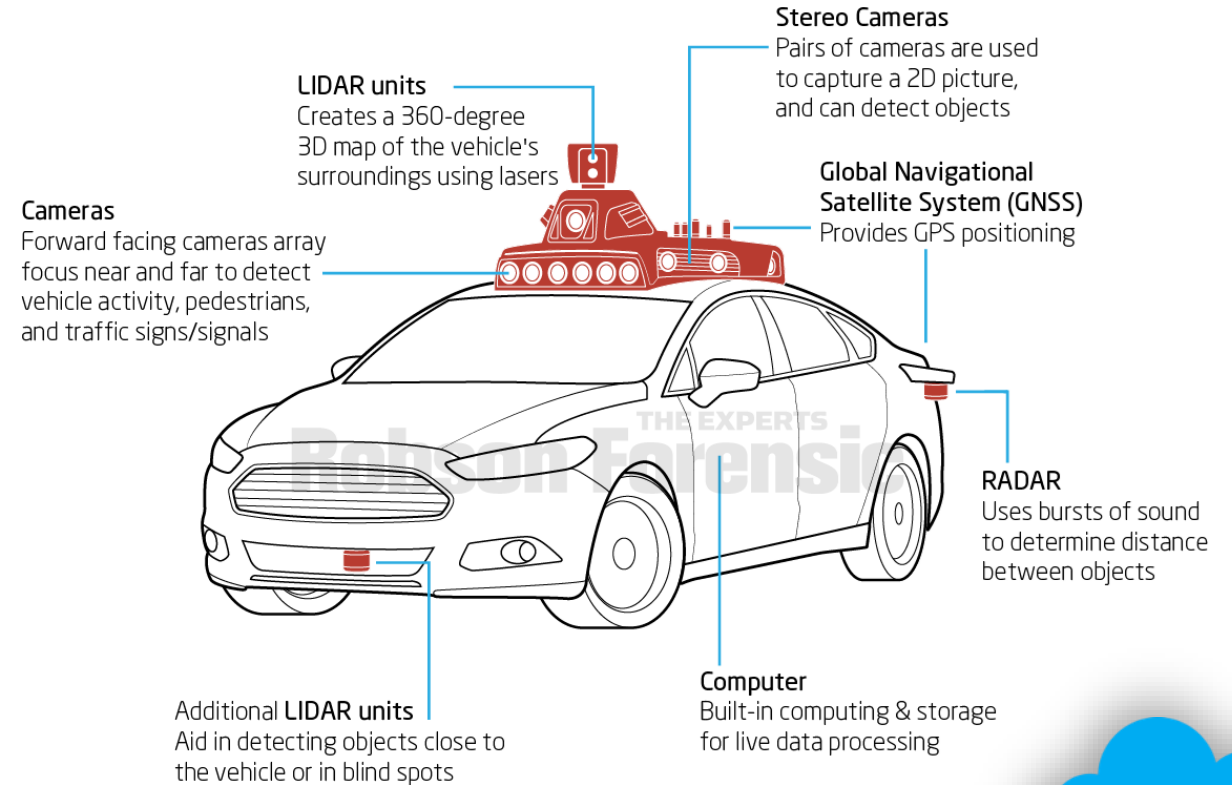 Stereo Cameras
Pairs of cameras are used
to capture a 2D picture,
and can detect objects
LIDAR units
Creates a 360-degree
3D map of the vehicle's
surroundings using lasers
Global Navigational
Satellite System (GNSS)
Provides GPS positioning
Cameras
Forward facing cameras array
focus near and far to detect
vehicle activity, pedestrians,
and traffic signs/signals
THE EXPERTS
Robson Forensic
RADAR
Uses bursts of sound
to determine distance
between objects
Computer
Built-in computing & storage
for live data processing
Additional LIDAR units
Aid in detecting objects close to
the vehicle or in blind spots